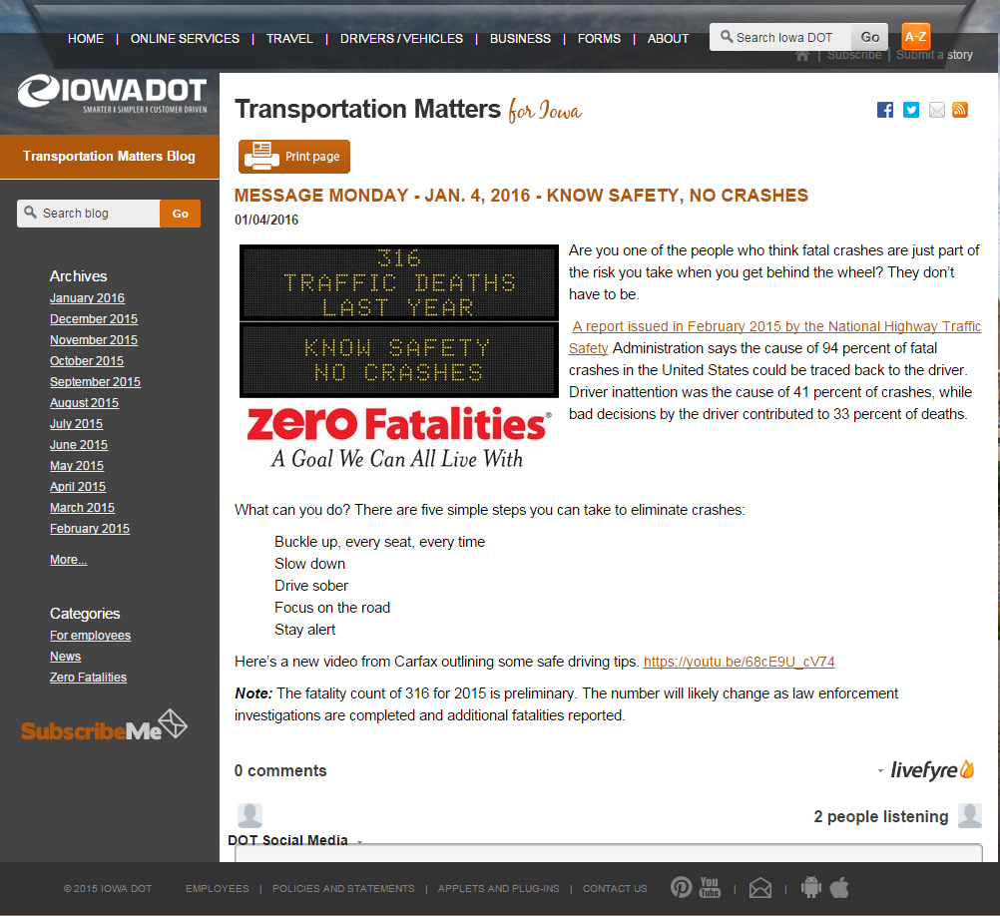 HOME | ONLINE SERVICES | TRAVEL | DRIVERS / VEHICLES | BUSINESS | FORMS | ABOUT
Search Iowa DOT Go A-Z
| Subscribe | Submit a story
IOWADOT
SMARTER I SIMPLER I CUSTOMER DRIVEN
Transportation Matters Blog
Search blog Go
Archives
January 2016
December 2015
November 2015
October 2015
September 2015
August 2015
July 2015
June 2015
May 2015
April 2015
March 2015
February 2015
More...
Categories
For employees
News
Zero Fatalities
SubscribeMe
Transportation Matters for Iowa
Print page
MESSAGE MONDAY - JAN. 4, 2016 - KNOW SAFETY, NO CRASHES
01/04/2016
316
TRAFFIC DEATHS
LAST YEAR
KNOW SAFETY
NO CRASHES
zero Fatalities®
A Goal We Can All Live With
Are you one of the people who think fatal crashes are just part of
the risk you take when you get behind the wheel? They don't
have to be.
A report issued in February 2015 by the National Highway Traffic
Safety Administration says the cause of 94 percent of fatal
crashes in the United States could be traced back to the driver.
Driver inattention was the cause of 41 percent of crashes, while
bad decisions by the driver contributed to 33 percent of deaths.
What can you do? There are five simple steps you can take to eliminate crashes:
Buckle up, every seat, every time
Slow down
Drive sober
Focus on the road
Stay alert
Here's a new video from Carfax outlining some safe driving tips. https://youtu.be/68cE9U_cV74
Note: The fatality count of 316 for 2015 is preliminary. The number will likely change as law enforcement
investigations are completed and additional fatalities reported.
0 comments
livefyre
2 people listening
DOT Social Media
© 2015 IOWA DOT EMPLOYEES | POLICIES AND STATEMENTS | APPLETS AND PLUG-INS | CONTACT US You Tube | |